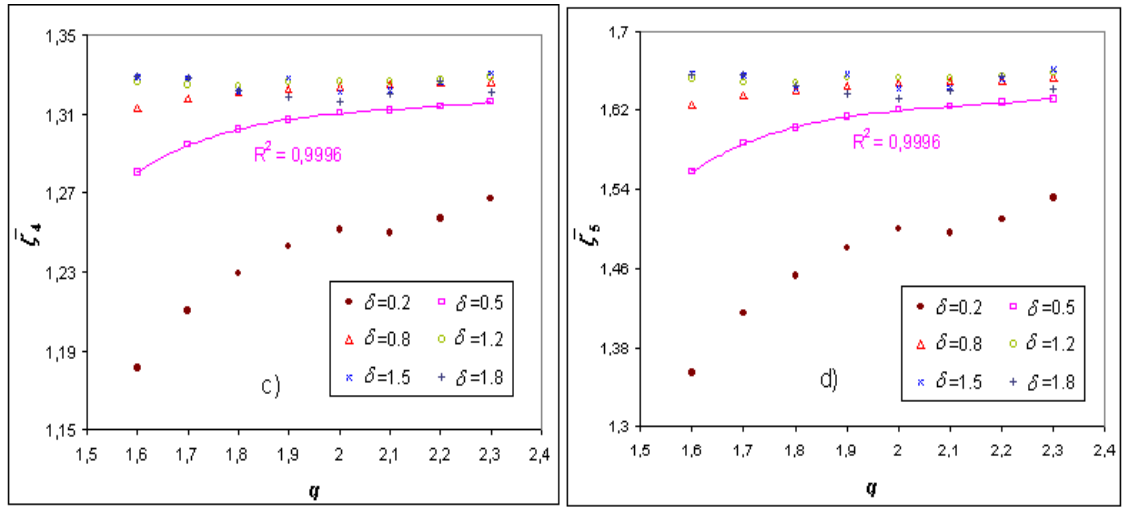 1,35
1,31
1,27
1,23
1,19
1,15
ζ̄₄
R² = 0,9996
δ=0.2 δ=0.5
δ=0.8 δ=1.2
δ=1.5 δ=1.8
c)
1,5 1,6 1,7 1,8 1,9 2 2,1 2,2 2,3 2,4
q
1,7
1,62
1,54
1,46
1,38
1,3
ζ̄₅
R² = 0,9996
δ=0.2 δ=0.5
δ=0.8 δ=1.2
δ=1.5 δ=1.8
d)
1,5 1,6 1,7 1,8 1,9 2 2,1 2,2 2,3 2,4
q